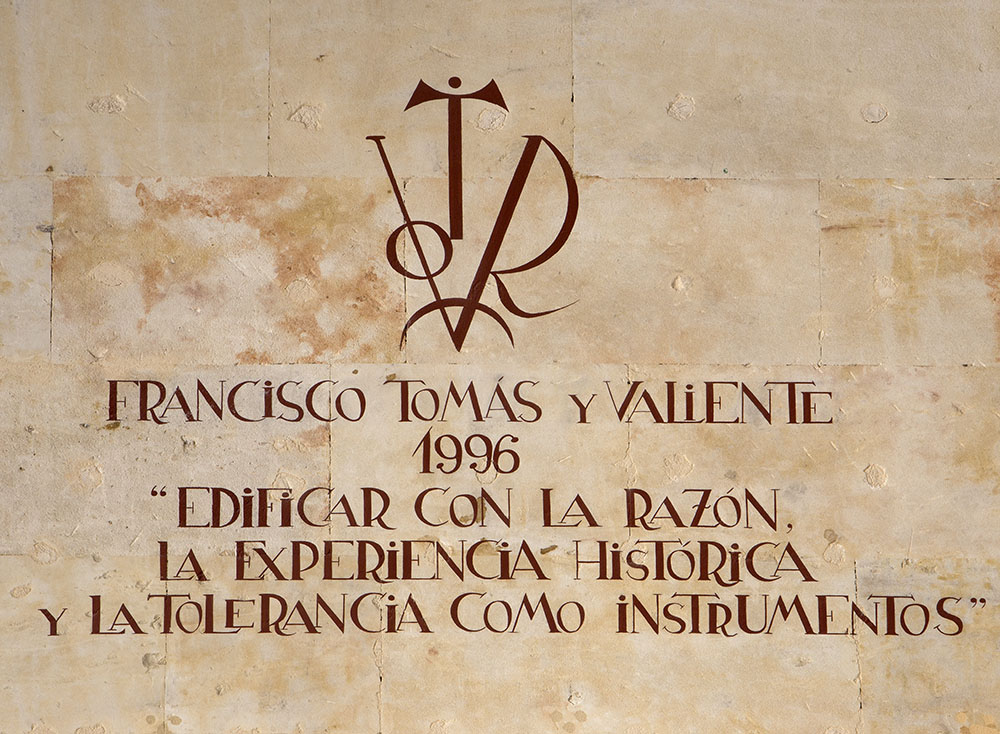 FRANCISCO TOMÁS Y VALIENTE
1996
“EDIFICAR CON LA RAZÓN,
LA EXPERIENCIA HISTÓRICA
Y LA TOLERANCIA COMO INSTRUMENTOS”